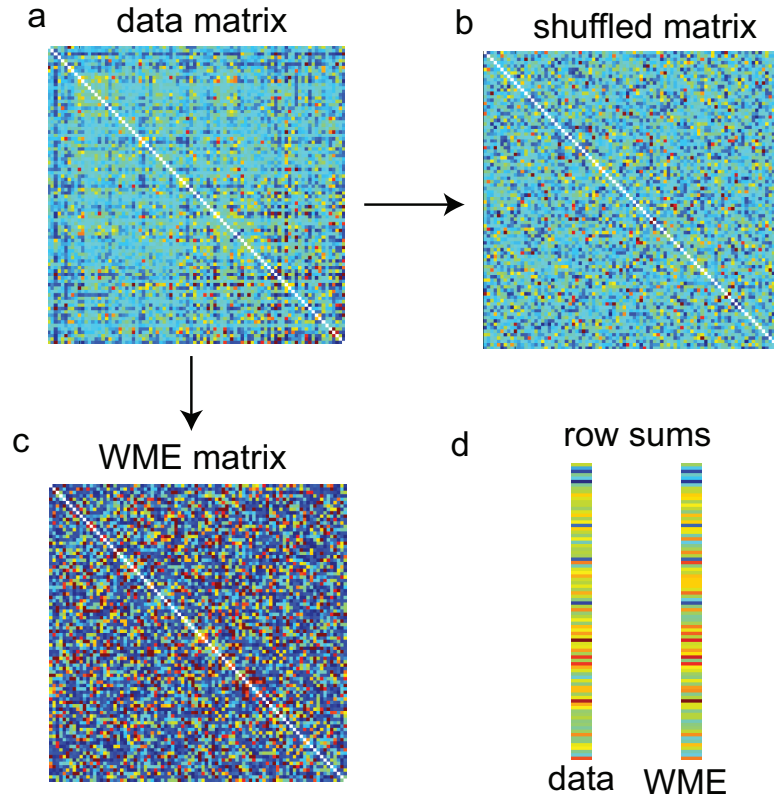 a
data matrix
b
shuffled matrix
c
WME matrix
d
row sums
data
WME